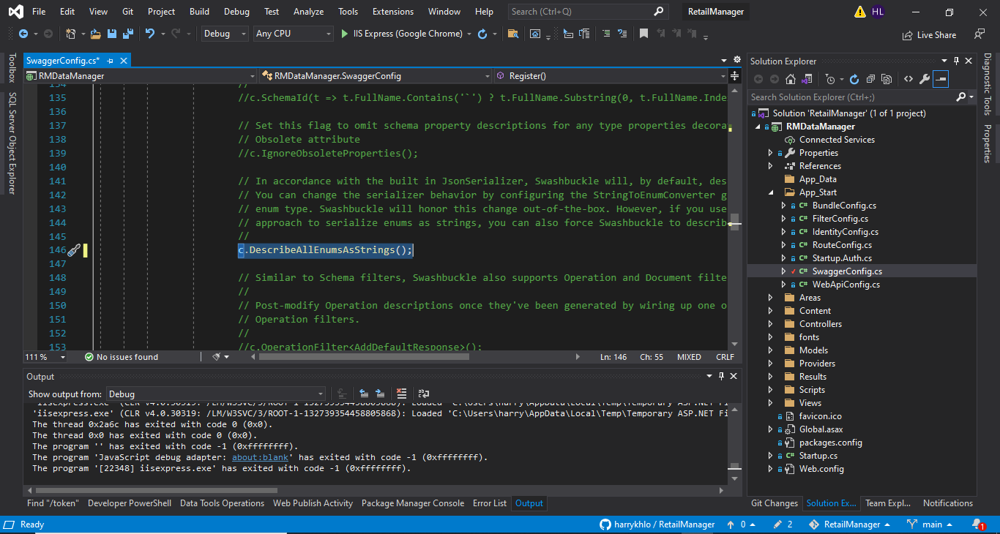 File Edit View Git Project Build Debug Test Analyze Tools Extensions Window Help Search (Ctrl+Q) RetailManager HL
Debug Any CPU IIS Express (Google Chrome) Live Share
Toolbox
SQL Server Object Explorer
SwaggerConfig.cs*
RMDataManager RMDataManager.SwaggerConfig Register()
134 //
135 //c.SchemaId(t => t.FullName.Contains('`') ? t.FullName.Substring(0, t.FullName.Inde
136
137 // Set this flag to omit schema property descriptions for any type properties decora
138 // Obsolete attribute
139 //c.IgnoreObsoleteProperties();
140
141 // In accordance with the built in JsonSerializer, Swashbuckle will, by default, des
142 // You can change the serializer behavior by configuring the StringToEnumConverter g
143 // enum type. Swashbuckle will honor this change out-of-the-box. However, if you use
144 // approach to serialize enums as strings, you can also force Swashbuckle to describ
145 //
146 c.DescribeAllEnumsAsStrings();
147
148 // Similar to Schema filters, Swashbuckle also supports Operation and Document filte
149 //
150 // Post-modify Operation descriptions once they've been generated by wiring up one o
151 // Operation filters.
152 //
153 //c.OperationFilter<AddDefaultResponse>();
111 % No issues found Ln: 146 Ch: 55 MIXED CRLF
Output
Show output from: Debug
'iisexpress.exe' (CLR v4.0.30319: /LM/W3SVC/3/ROOT-1-132739354458805868): Loaded 'C:\Users\harry\AppData\Local\Temp\Temporary ASP.NET Fi
'iisexpress.exe' (CLR v4.0.30319: /LM/W3SVC/3/ROOT-1-132739354458805868): Loaded 'C:\Users\harry\AppData\Local\Temp\Temporary ASP.NET Fi
The thread 0x2a6c has exited with code 0 (0x0).
The thread 0x0 has exited with code 0 (0x0).
The program '' has exited with code -1 (0xffffffff).
The program 'JavaScript debug adapter: about:blank' has exited with code -1 (0xffffffff).
The program '[22348] iisexpress.exe' has exited with code -1 (0xffffffff).
Find "/token" Developer PowerShell Data Tools Operations Web Publish Activity Package Manager Console Error List Output
Solution Explorer
Search Solution Explorer (Ctrl+;)
Solution 'RetailManager' (1 of 1 project)
RMDataManager
Connected Services
Properties
References
App_Data
App_Start
C# BundleConfig.cs
C# FilterConfig.cs
C# IdentityConfig.cs
C# RouteConfig.cs
C# Startup.Auth.cs
C# SwaggerConfig.cs
C# WebApiConfig.cs
Areas
Content
Controllers
fonts
Models
Providers
Results
Scripts
Views
favicon.ico
Global.asax
packages.config
C# Startup.cs
Web.config
Git Changes Solution Ex... Team Expl... Notifications
Diagnostic Tools
Properties
Ready harrykhlo / RetailManager 0 2 RetailManager main 1